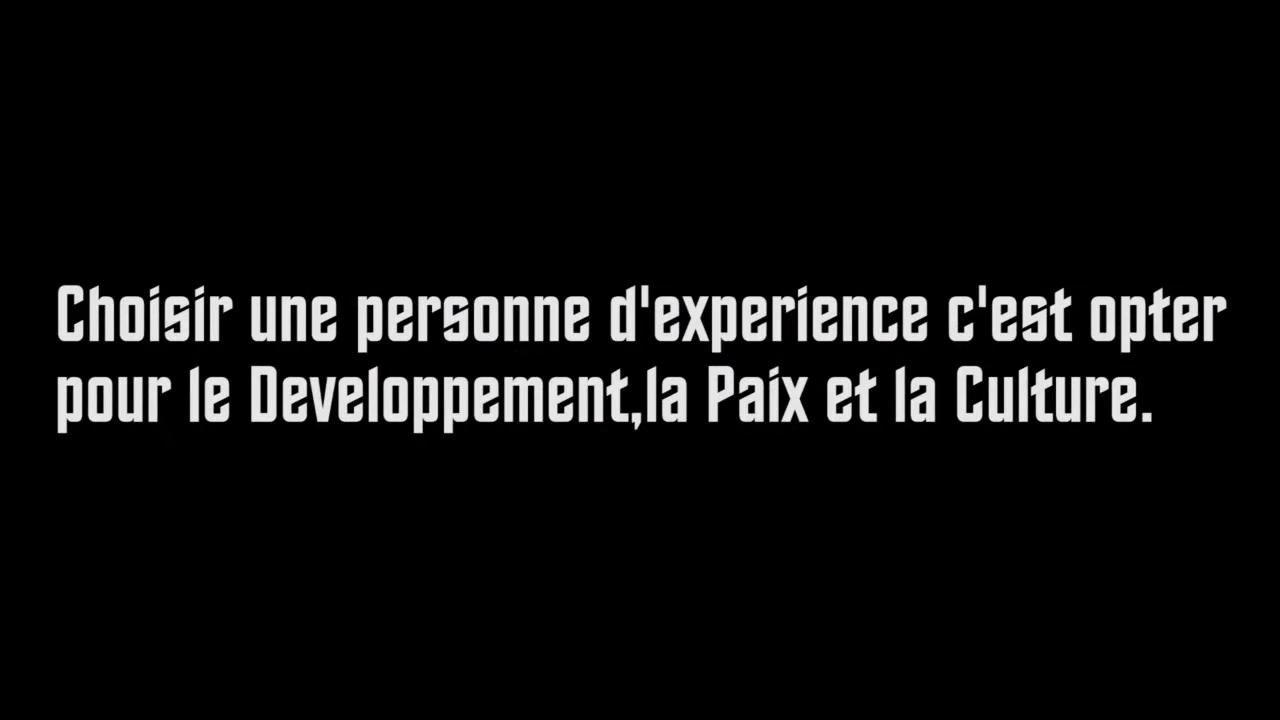 Choisir une personne d'experience c'est opter
pour le Developpement,la Paix et la Culture.